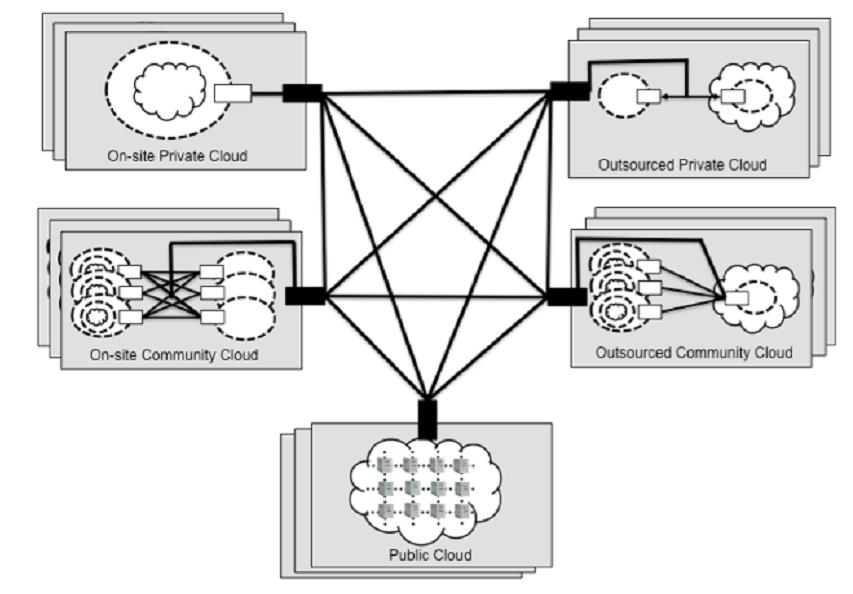 On-site Private Cloud
Outsourced Private Cloud
On-site Community Cloud
Outsourced Community Cloud
Public Cloud